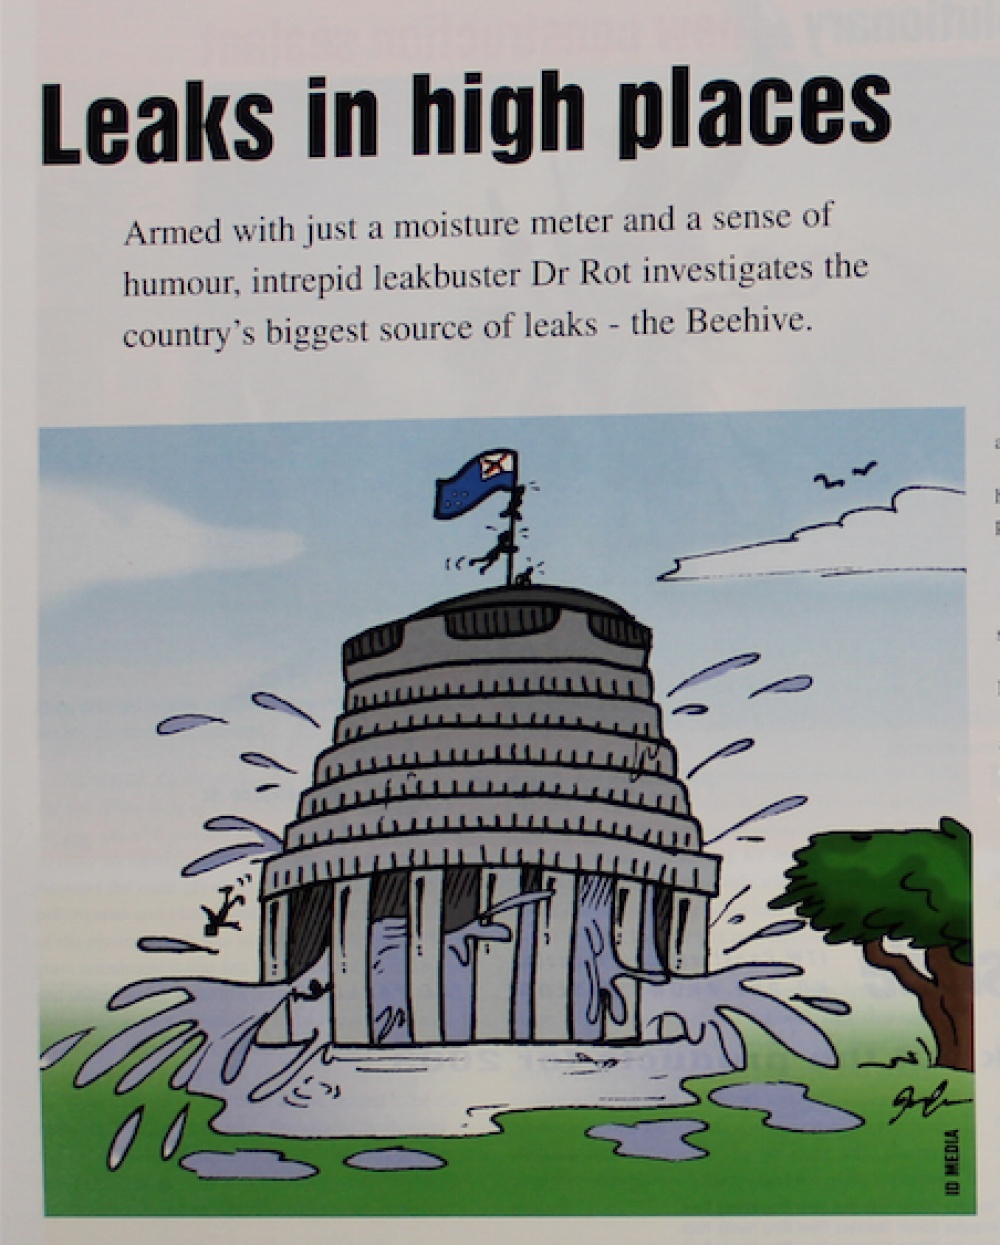 Leaks in high places
Armed with just a moisture meter and a sense of
humour, intrepid leakbuster Dr Rot investigates the
country's biggest source of leaks - the Beehive.
ID MEDIA